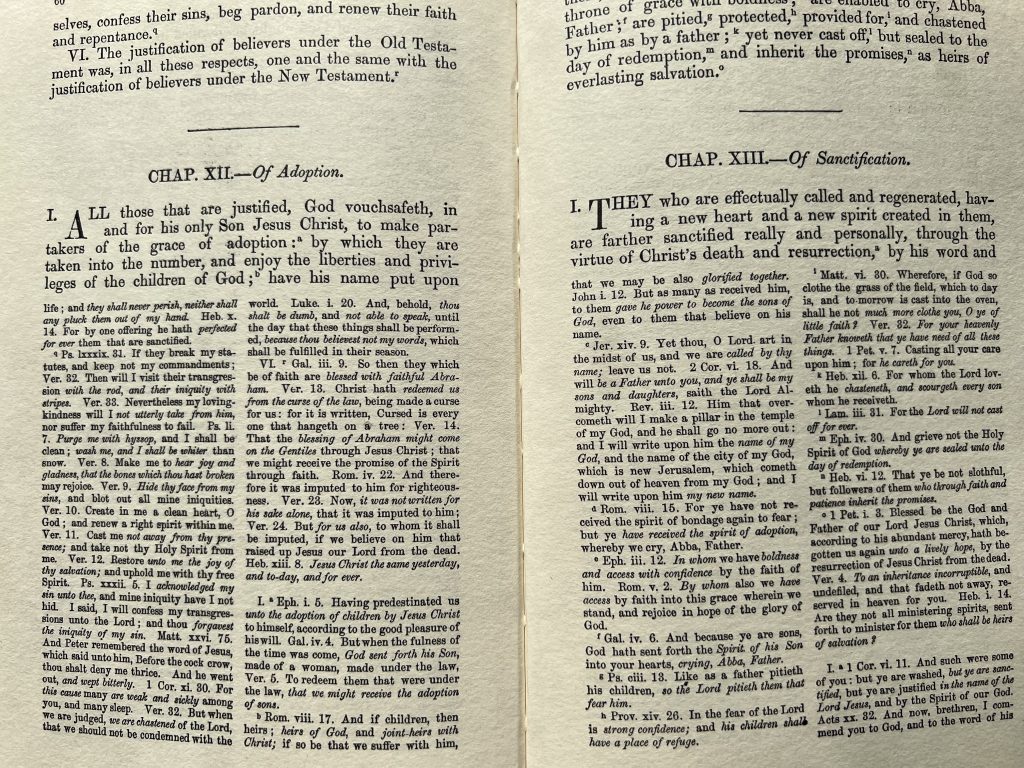 60
selves, confess their sins, beg pardon, and renew their faith
and repentance.q
VI. The justification of believers under the Old Testa-
ment was, in all these respects, one and the same with the
justification of believers under the New Testament.r
CHAP. XII.—Of Adoption.
I. ALL those that are justified, God vouchsafeth, in
and for his only Son Jesus Christ, to make par-
takers of the grace of adoption:a by which they are
taken into the number, and enjoy the liberties and privi-
leges of the children of God;b have his name put upon
life; and they shall never perish, neither shall
any pluck them out of my hand. Heb. x.
14. For by one offering he hath perfected
for ever them that are sanctified.
q Ps. lxxxix. 31. If they break my sta-
tutes, and keep not my commandments;
Ver. 32. Then will I visit their transgres-
sion with the rod, and their iniquity with
stripes. Ver. 33. Nevertheless my loving-
kindness will I not utterly take from him,
nor suffer my faithfulness to fail. Ps. li.
7. Purge me with hyssop, and I shall be
clean; wash me, and I shall be whiter than
snow. Ver. 8. Make me to hear joy and
gladness, that the bones which thou hast broken
may rejoice. Ver. 9. Hide thy face from my
sins, and blot out all mine iniquities.
Ver. 10. Create in me a clean heart, O
God; and renew a right spirit within me.
Ver. 11. Cast me not away from thy pre-
sence; and take not thy Holy Spirit from
me. Ver. 12. Restore unto me the joy of
thy salvation; and uphold me with thy free
Spirit. Ps. xxxii. 5. I acknowledged my
sin unto thee, and mine iniquity have I not
hid. I said, I will confess my transgres-
sions unto the Lord; and thou forgavest
the iniquity of my sin. Matt. xxvi. 75.
And Peter remembered the word of Jesus,
which said unto him, Before the cock crow,
thou shalt deny me thrice. And he went
out, and wept bitterly. 1 Cor. xi. 30. For
this cause many are weak and sickly among
you, and many sleep. Ver. 32. But when
we are judged, we are chastened of the Lord,
that we should not be condemned with the
world. Luke. i. 20. And, behold, thou
shalt be dumb, and not able to speak, until
the day that these things shall be perform-
ed, because thou believest not my words, which
shall be fulfilled in their season.
VI. r Gal. iii. 9. So then they which
be of faith are blessed with faithful Abra-
ham. Ver. 13. Christ hath redeemed us
from the curse of the law, being made a curse
for us: for it is written, Cursed is every
one that hangeth on a tree: Ver. 14.
That the blessing of Abraham might come
on the Gentiles through Jesus Christ; that
we might receive the promise of the Spirit
through faith. Rom. iv. 22. And there-
fore it was imputed to him for righteous-
ness. Ver. 23. Now, it was not written for
his sake alone, that it was imputed to him;
Ver. 24. But for us also, to whom it shall
be imputed, if we believe on him that
raised up Jesus our Lord from the dead.
Heb. xiii. 8. Jesus Christ the same yesterday,
and to-day, and for ever.
I. a Eph. i. 5. Having predestinated us
unto the adoption of children by Jesus Christ
to himself, according to the good pleasure of
his will. Gal. iv. 4. But when the fulness of
the time was come, God sent forth his Son,
made of a woman, made under the law,
Ver. 5. To redeem them that were under
the law, that we might receive the adoption
of sons.
b Rom. viii. 17. And if children, then
heirs; heirs of God, and joint-heirs with
Christ; if so be that we suffer with him,
throne of grace with boldness; are enabled to cry, Abba,
Father;f are pitied,g protected,h provided for,i and chastened
by him as by a father;k yet never cast off,l but sealed to the
day of redemption,m and inherit the promises,n as heirs of
everlasting salvation.o
CHAP. XIII.—Of Sanctification.
I. THEY who are effectually called and regenerated, hav-
ing a new heart and a new spirit created in them,
are farther sanctified really and personally, through the
virtue of Christ's death and resurrection,a by his word and
that we may be also glorified together.
John i. 12. But as many as received him,
to them gave he power to become the sons of
God, even to them that believe on his
name.
c Jer. xiv. 9. Yet thou, O Lord, art in
the midst of us, and we are called by thy
name; leave us not. 2 Cor. vi. 18. And
will be a Father unto you, and ye shall be my
sons and daughters, saith the Lord Al-
mighty. Rev. iii. 12. Him that over-
cometh will I make a pillar in the temple
of my God, and he shall go no more out:
and I will write upon him the name of my
God, and the name of the city of my God,
which is new Jerusalem, which cometh
down out of heaven from my God; and I
will write upon him my new name.
d Rom. viii. 15. For ye have not re-
ceived the spirit of bondage again to fear;
but ye have received the spirit of adoption,
whereby we cry, Abba, Father.
e Eph. iii. 12. In whom we have boldness
and access with confidence by the faith of
him. Rom. v. 2. By whom also we have
access by faith into this grace wherein we
stand, and rejoice in hope of the glory of
God.
f Gal. iv. 6. And because ye are sons,
God hath sent forth the Spirit of his Son
into your hearts, crying, Abba, Father.
g Ps. ciii. 13. Like as a father pitieth
his children, so the Lord pitieth them that
fear him.
h Prov. xiv. 26. In the fear of the Lord
is strong confidence; and his children shall
have a place of refuge.
i Matt. vi. 30. Wherefore, if God so
clothe the grass of the field, which to day
is, and to-morrow is cast into the oven,
shall he not much more clothe you, O ye of
little faith? Ver. 32. For your heavenly
Father knoweth that ye have need of all these
things. 1 Pet. v. 7. Casting all your care
upon him; for he careth for you.
k Heb. xii. 6. For whom the Lord lov-
eth he chasteneth, and scourgeth every son
whom he receiveth.
l Lam. iii. 31. For the Lord will not cast
off for ever.
m Eph. iv. 30. And grieve not the Holy
Spirit of God whereby ye are sealed unto the
day of redemption.
n Heb. vi. 12. That ye be not slothful,
but followers of them who through faith and
patience inherit the promises.
o 1 Pet. i. 3. Blessed be the God and
Father of our Lord Jesus Christ, which,
according to his abundant mercy, hath be-
gotten us again unto a lively hope, by the
resurrection of Jesus Christ from the dead.
Ver. 4. To an inheritance incorruptible, and
undefiled, and that fadeth not away, re-
served in heaven for you. Heb. i. 14.
Are they not all ministering spirits, sent
forth to minister for them who shall be heirs
of salvation?
I. a 1 Cor. vi. 11. And such were some
of you: but ye are washed, but ye are sanc-
tified, but ye are justified in the name of the
Lord Jesus, and by the Spirit of our God.
Acts xx. 32. And now, brethren, I com-
mend you to God, and to the word of his